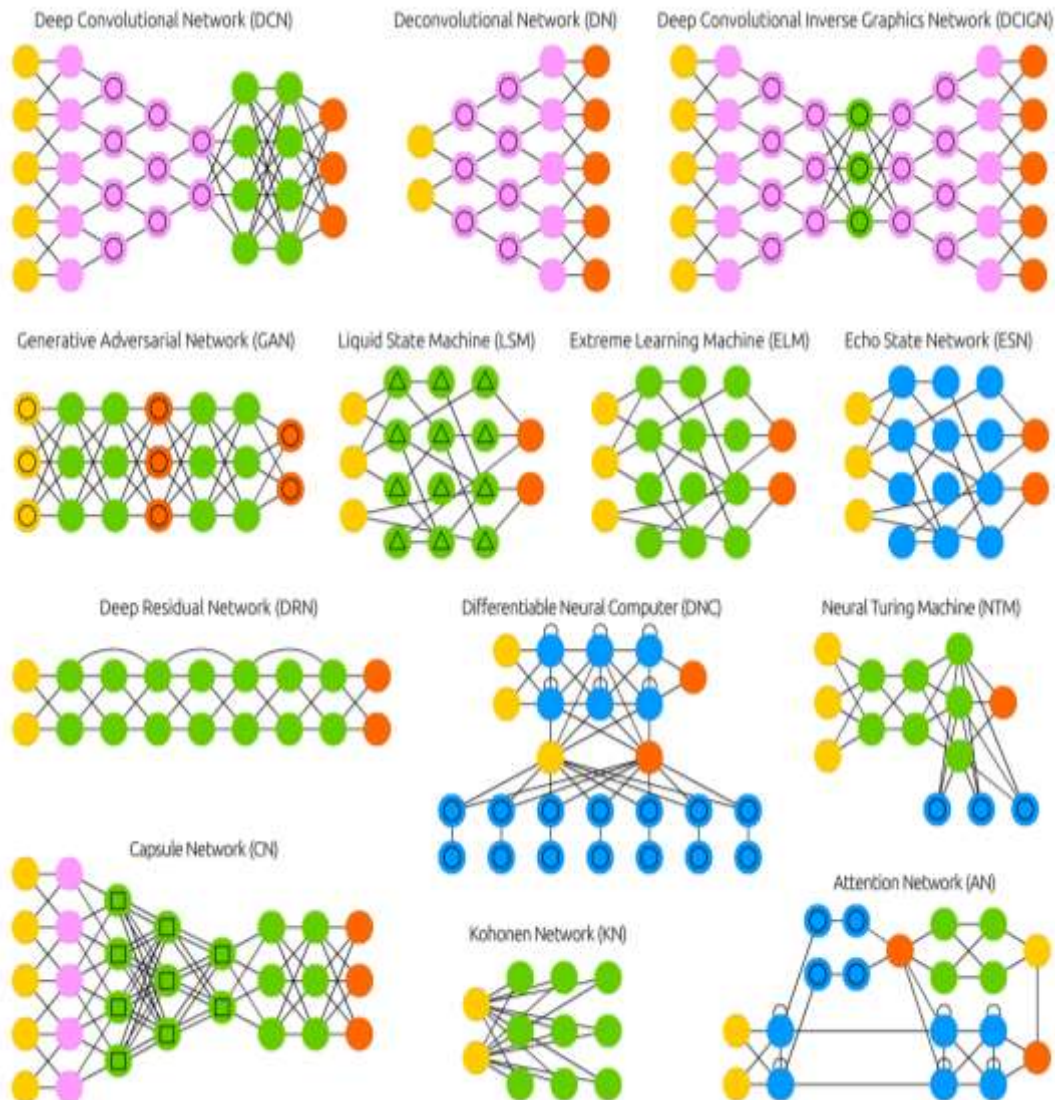 Deep Convolutional Network (DCN)
Deconvolutional Network (DN)
Deep Convolutional Inverse Graphics Network (DCIGN)
Generative Adversarial Network (GAN)
Liquid State Machine (LSM)
Extreme Learning Machine (ELM)
Echo State Network (ESN)
Deep Residual Network (DRN)
Differentiable Neural Computer (DNC)
Neural Turing Machine (NTM)
Capsule Network (CN)
Kohonen Network (KN)
Attention Network (AN)